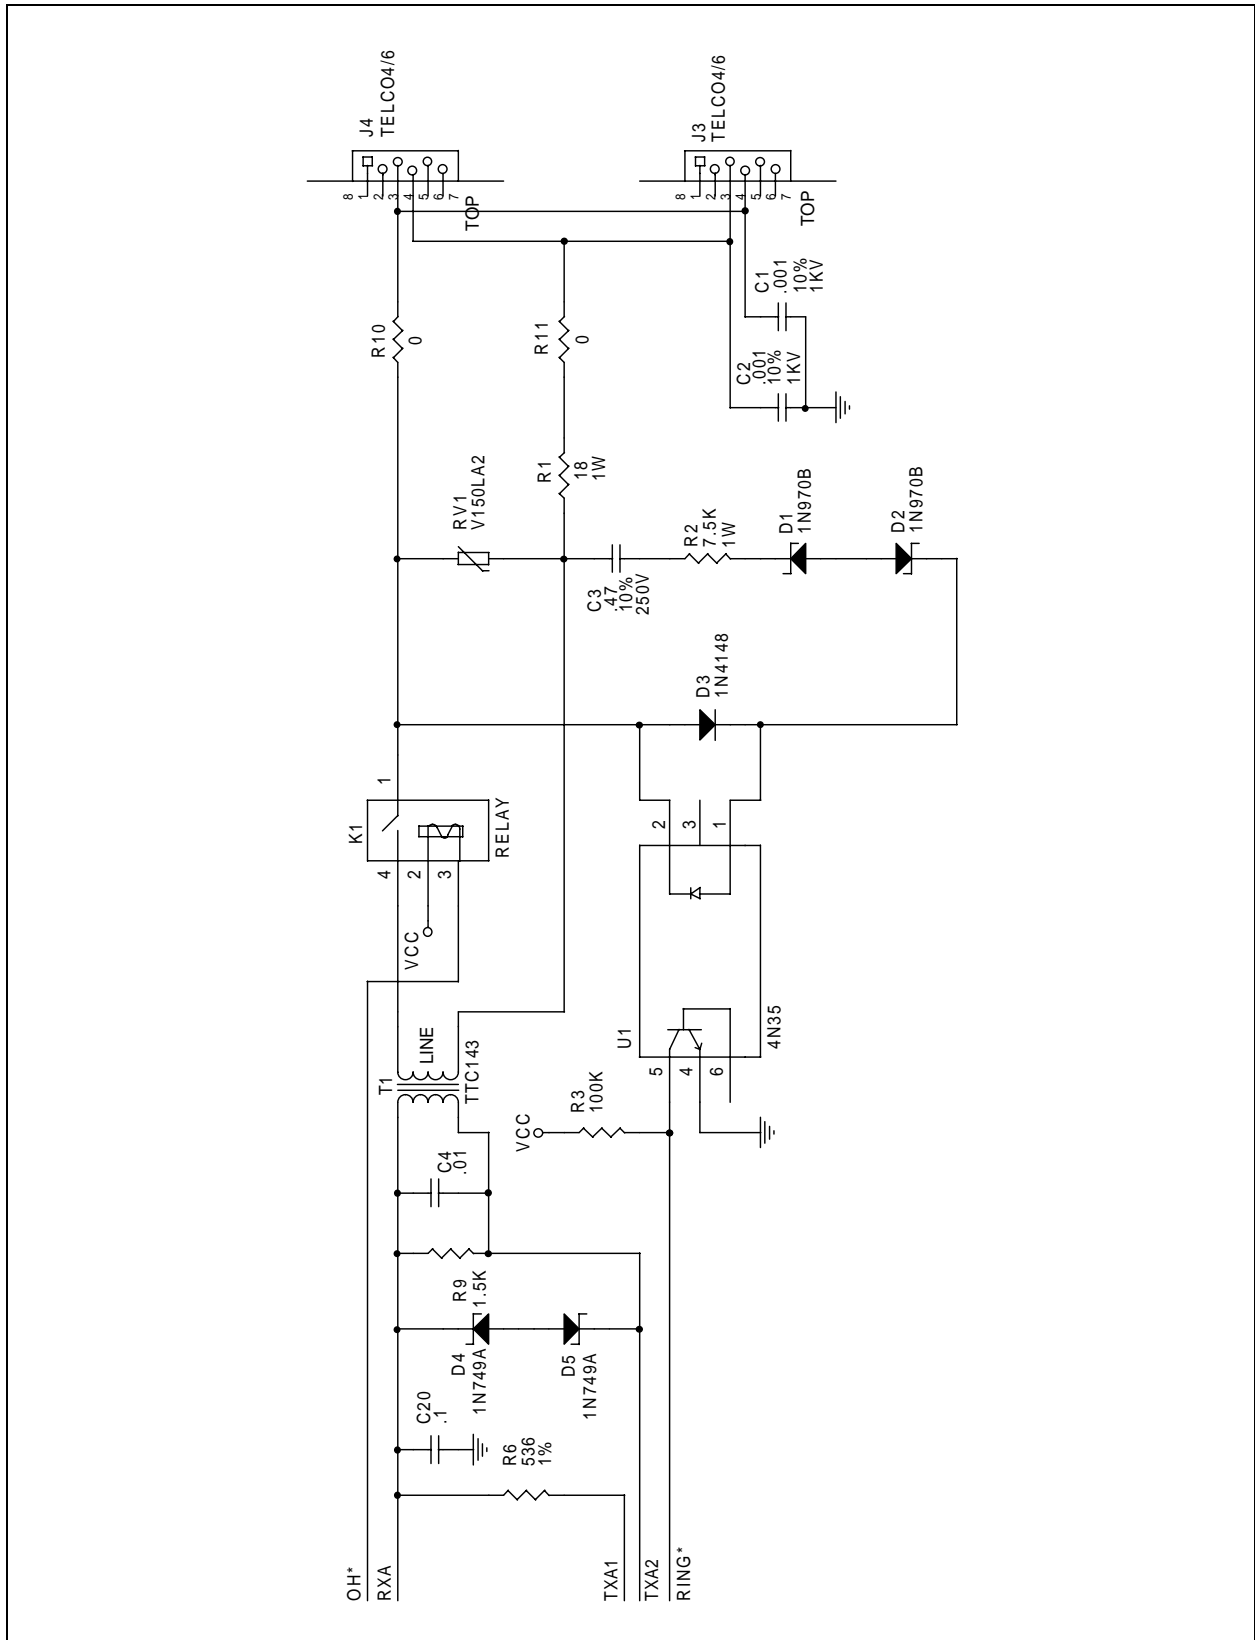 J4
TELCO4/6
8
1
2
3
4
5
6
7
TOP
J3
TELCO4/6
8
1
2
3
4
5
6
7
TOP
R10
0
R11
0
C1
.001
10%
1KV
C2
.001
10%
1KV
RV1
V150LA2
R1
18
1W
C3
.47
10%
250V
R2
7.5K
1W
D1
1N970B
D2
1N970B
D3
1N4148
K1
1
4
2
3
RELAY
VCC
2
3
1
U1
5
4
6
4N35
T1
LINE
TTC143
VCC
R3
100K
C4
.01
R9
1.5K
D4
1N749A
D5
1N749A
C20
.1
R6
536
1%
OH*
RXA
TXA1
TXA2
RING*